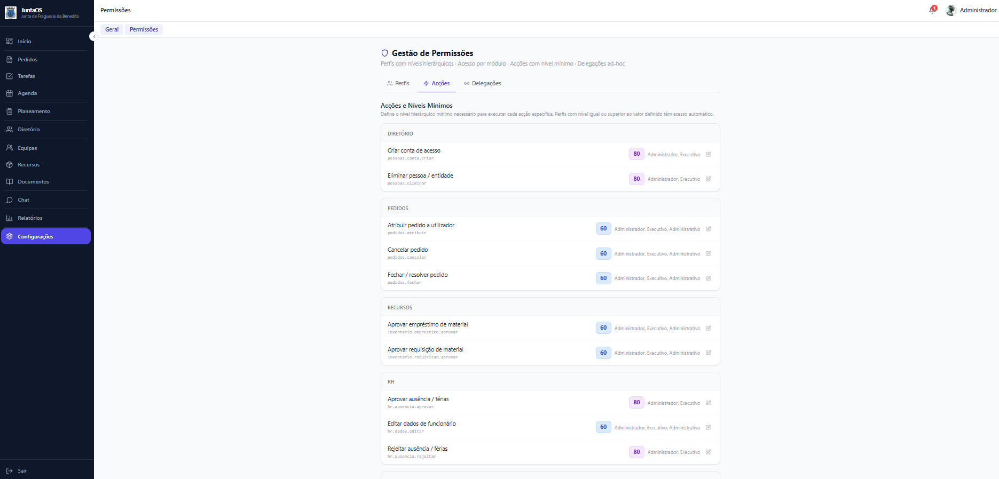 JuntaOS
Junta de Freguesia da Benedita
Permissões
1
Administrador
Geral
Permissões
Início
Pedidos
Tarefas
Agenda
Planeamento
Diretório
Equipas
Recursos
Documentos
Chat
Relatórios
Configurações
Sair
Gestão de Permissões
Perfis com níveis hierárquicos · Acesso por módulo · Acções com nível mínimo · Delegações ad-hoc
Perfis
Acções
Delegações
Acções e Níveis Mínimos
Define o nível hierárquico mínimo necessário para executar cada acção específica. Perfis com nível igual ou superior ao valor definido têm acesso automático.
DIRETÓRIO
Criar conta de acesso
pessoas.conta.criar
80 Administrador, Executivo
Eliminar pessoa / entidade
pessoas.eliminar
80 Administrador, Executivo
PEDIDOS
Atribuir pedido a utilizador
pedidos.atribuir
60 Administrador, Executivo, Administrativo
Cancelar pedido
pedidos.cancelar
60 Administrador, Executivo, Administrativo
Fechar / resolver pedido
pedidos.fechar
60 Administrador, Executivo, Administrativo
RECURSOS
Aprovar empréstimo de material
inventario.emprestimo.aprovar
60 Administrador, Executivo, Administrativo
Aprovar requisição de material
inventario.requisicao.aprovar
60 Administrador, Executivo, Administrativo
RH
Aprovar ausência / férias
hr.ausencia.aprovar
80 Administrador, Executivo
Editar dados de funcionário
hr.dados.editar
60 Administrador, Executivo, Administrativo
Rejeitar ausência / férias
hr.ausencia.rejeitar
80 Administrador, Executivo